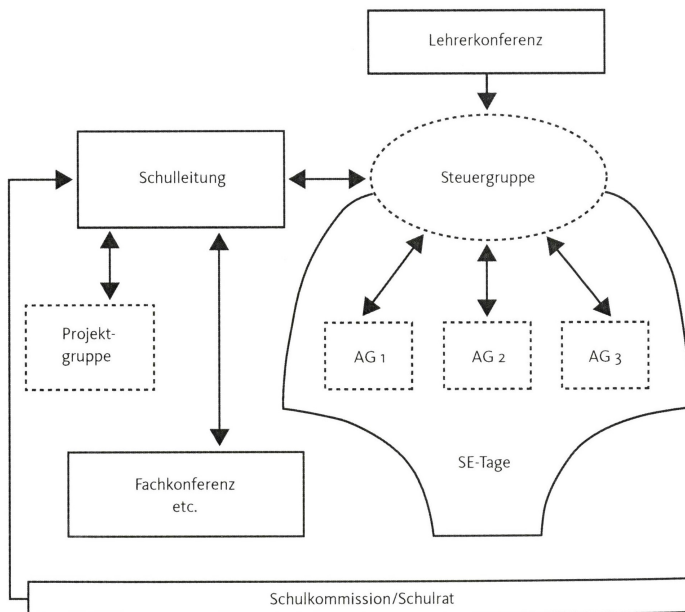 Lehrerkonferenz
Schulleitung
Steuergruppe
Projekt-
gruppe
AG 1
AG 2
AG 3
SE-Tage
Fachkonferenz
etc.
Schulkommission/Schulrat